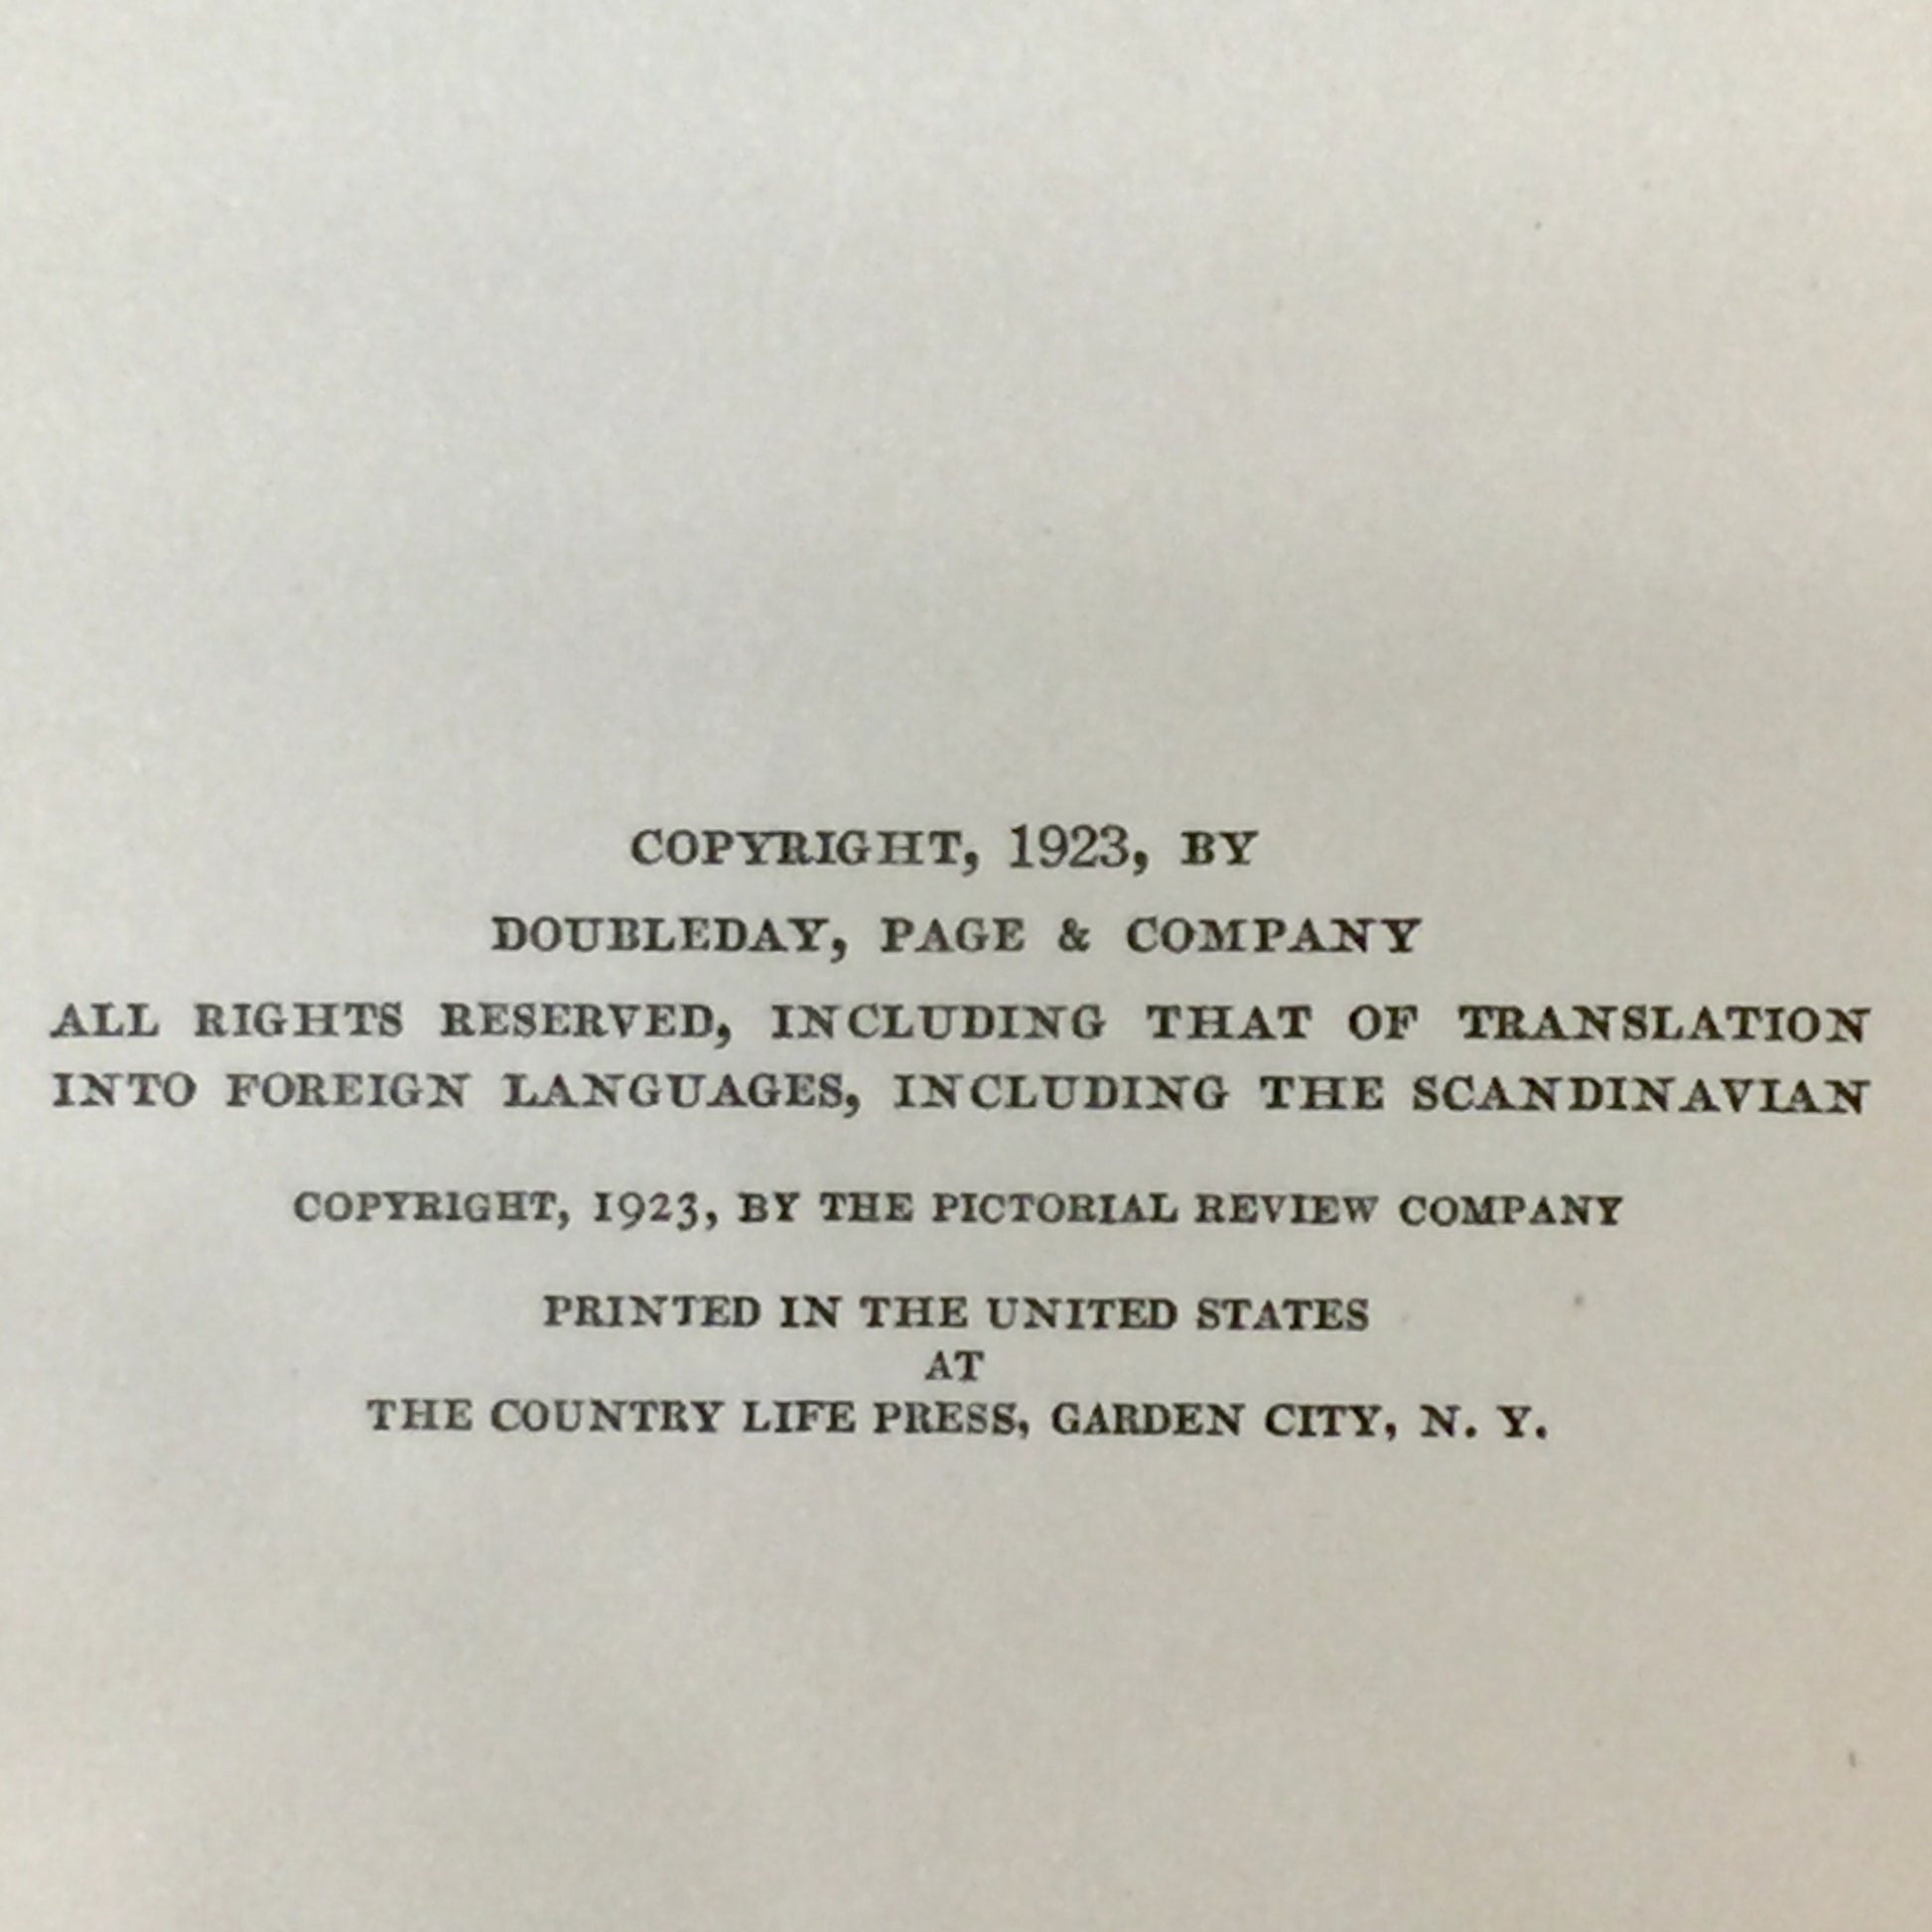 COPYRIGHT, 1923, BY
DOUBLEDAY, PAGE & COMPANY
ALL RIGHTS RESERVED, INCLUDING THAT OF TRANSLATION
INTO FOREIGN LANGUAGES, INCLUDING THE SCANDINAVIAN
COPYRIGHT, 1923, BY THE PICTORIAL REVIEW COMPANY
PRINTED IN THE UNITED STATES
AT
THE COUNTRY LIFE PRESS, GARDEN CITY, N. Y.